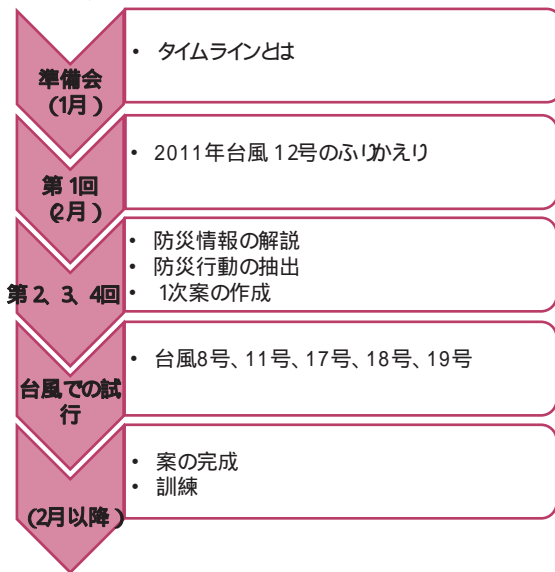 準備会
(1月)
• タイムラインとは
第1回
(2月)
• 2011年台風12号のふりかえり
第2、3、4回
• 防災情報の解説
• 防災行動の抽出
• 1次案の作成
台風での試
行
• 台風8号、11号、17号、18号、19号
(2月以降)
• 案の完成
• 訓練